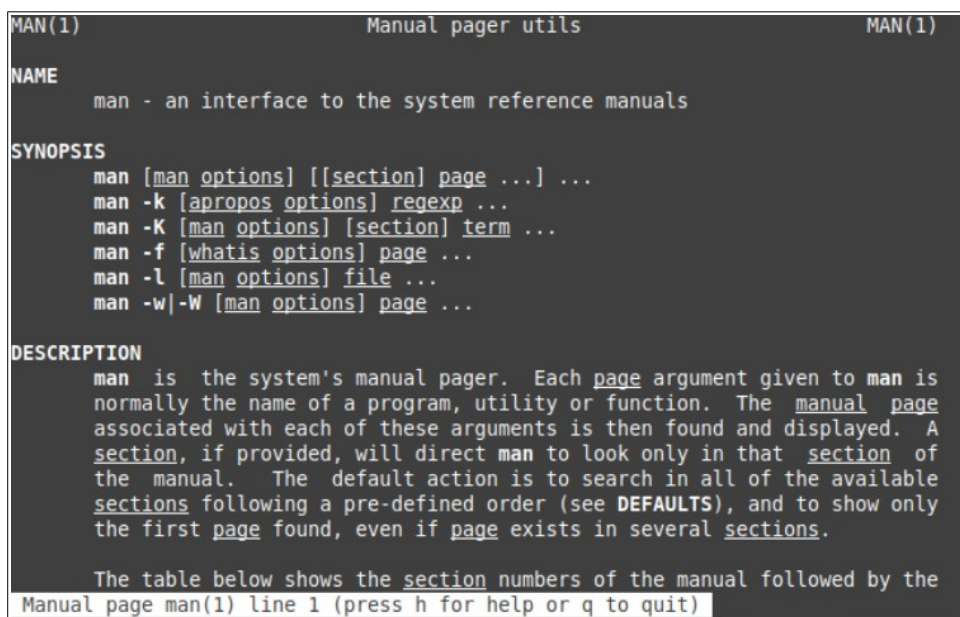 MAN(1) Manual pager utils MAN(1)
NAME
man - an interface to the system reference manuals
SYNOPSIS
man [man options] [[section] page ...] ...
man -k [apropos options] regexp ...
man -K [man options] [section] term ...
man -f [whatis options] page ...
man -l [man options] file ...
man -w|-W [man options] page ...
DESCRIPTION
man is the system's manual pager. Each page argument given to man is
normally the name of a program, utility or function. The manual page
associated with each of these arguments is then found and displayed. A
section, if provided, will direct man to look only in that section of
the manual. The default action is to search in all of the available
sections following a pre-defined order (see DEFAULTS), and to show only
the first page found, even if page exists in several sections.
The table below shows the section numbers of the manual followed by the
Manual page man(1) line 1 (press h for help or q to quit)